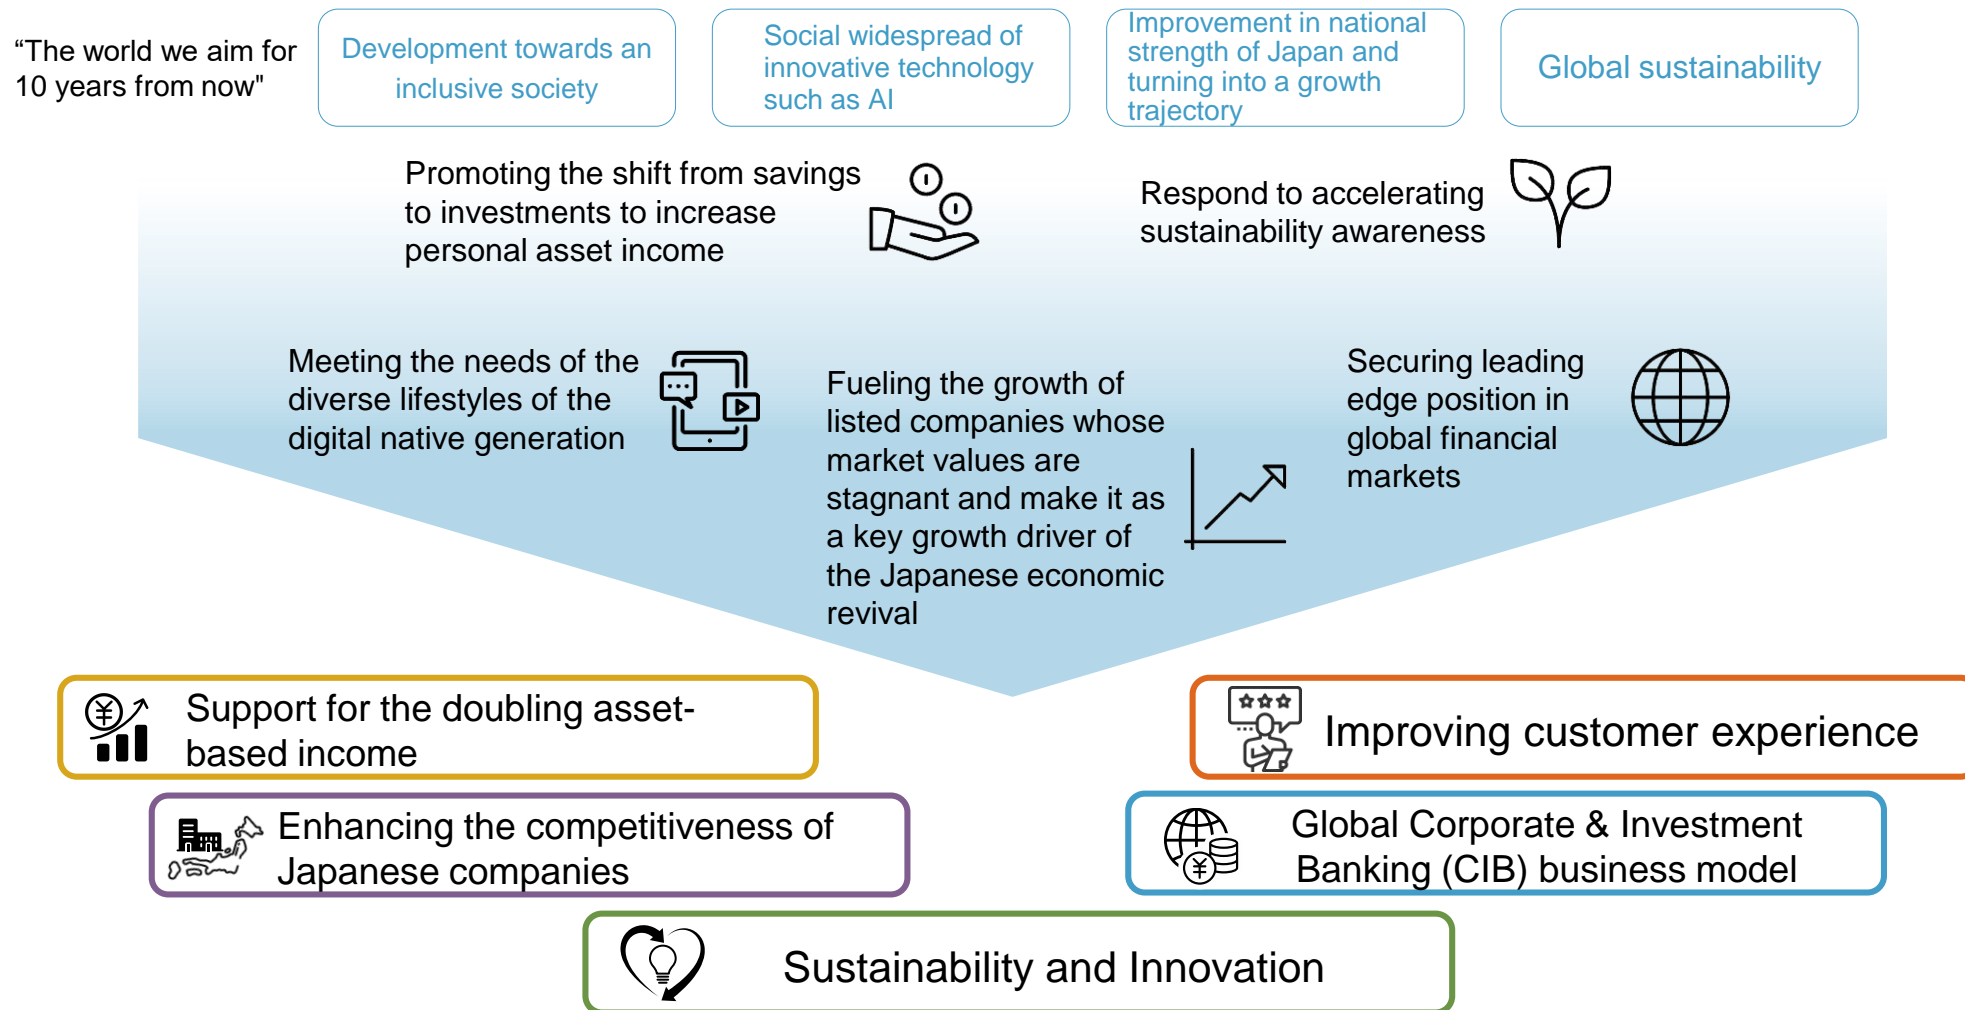 “The world we aim for
10 years from now"
Development towards an
inclusive society
Social widespread of
innovative technology
such as AI
Improvement in national
strength of Japan and
turning into a growth
trajectory
Global sustainability
Promoting the shift from savings
to investments to increase
personal asset income
Respond to accelerating
sustainability awareness
Meeting the needs of the
diverse lifestyles of the
digital native generation
Fueling the growth of
listed companies whose
market values are
stagnant and make it as
a key growth driver of
the Japanese economic
revival
Securing leading
edge position in
global financial
markets
¥
Support for the doubling asset-
based income
Improving customer experience
Enhancing the competitiveness of
Japanese companies
¥
Global Corporate & Investment
Banking (CIB) business model
Sustainability and Innovation